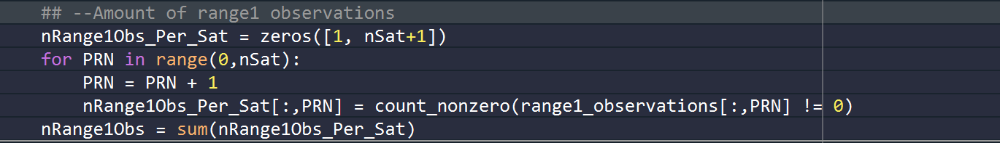 ## --Amount of range1 observations
nRange1Obs_Per_Sat = zeros([1, nSat+1])
for PRN in range(0,nSat):
    PRN = PRN + 1
    nRange1Obs_Per_Sat[:,PRN] = count_nonzero(range1_observations[:,PRN] != 0)
nRange1Obs = sum(nRange1Obs_Per_Sat)